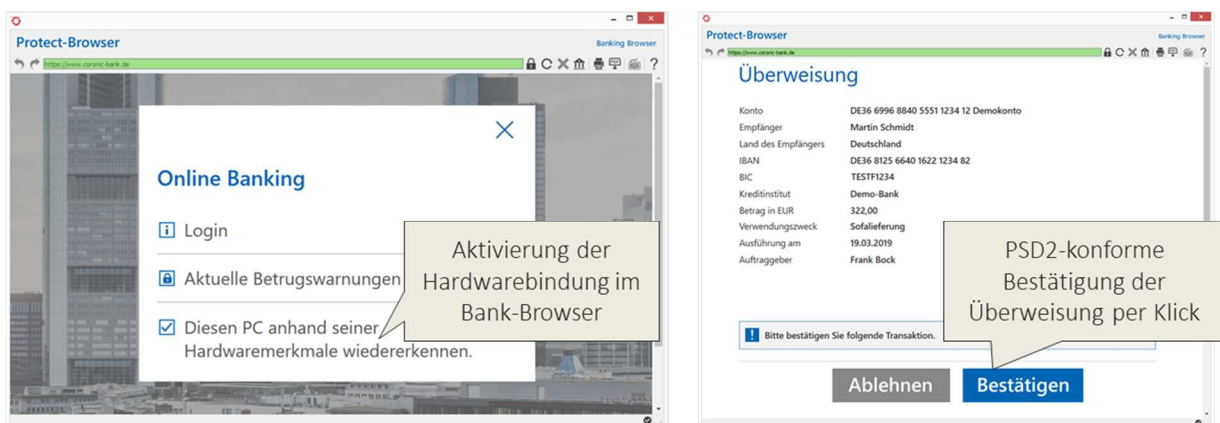 Protect-Browser
Banking Browser
https://www.coronic-bank.de
Online Banking
Login
Aktuelle Betrugswarnungen
Diesen PC anhand seiner
Hardwaremerkmale wiedererkennen.
Aktivierung der
Hardwarebindung im
Bank-Browser
Protect-Browser
Banking Browser
https://www.coronic-bank.de
Überweisung
Konto DE36 6996 8840 5551 1234 12 Demokonto
Empfänger Martin Schmidt
Land des Empfängers Deutschland
IBAN DE36 8125 6640 1622 1234 82
BIC TESTF1234
Kreditinstitut Demo-Bank
Betrag in EUR 322,00
Verwendungszweck Sofalieferung
Ausführung am 19.03.2019
Auftraggeber Frank Bock
PSD2-konforme
Bestätigung der
Überweisung per Klick
Bitte bestätigen Sie folgende Transaktion.
Ablehnen Bestätigen